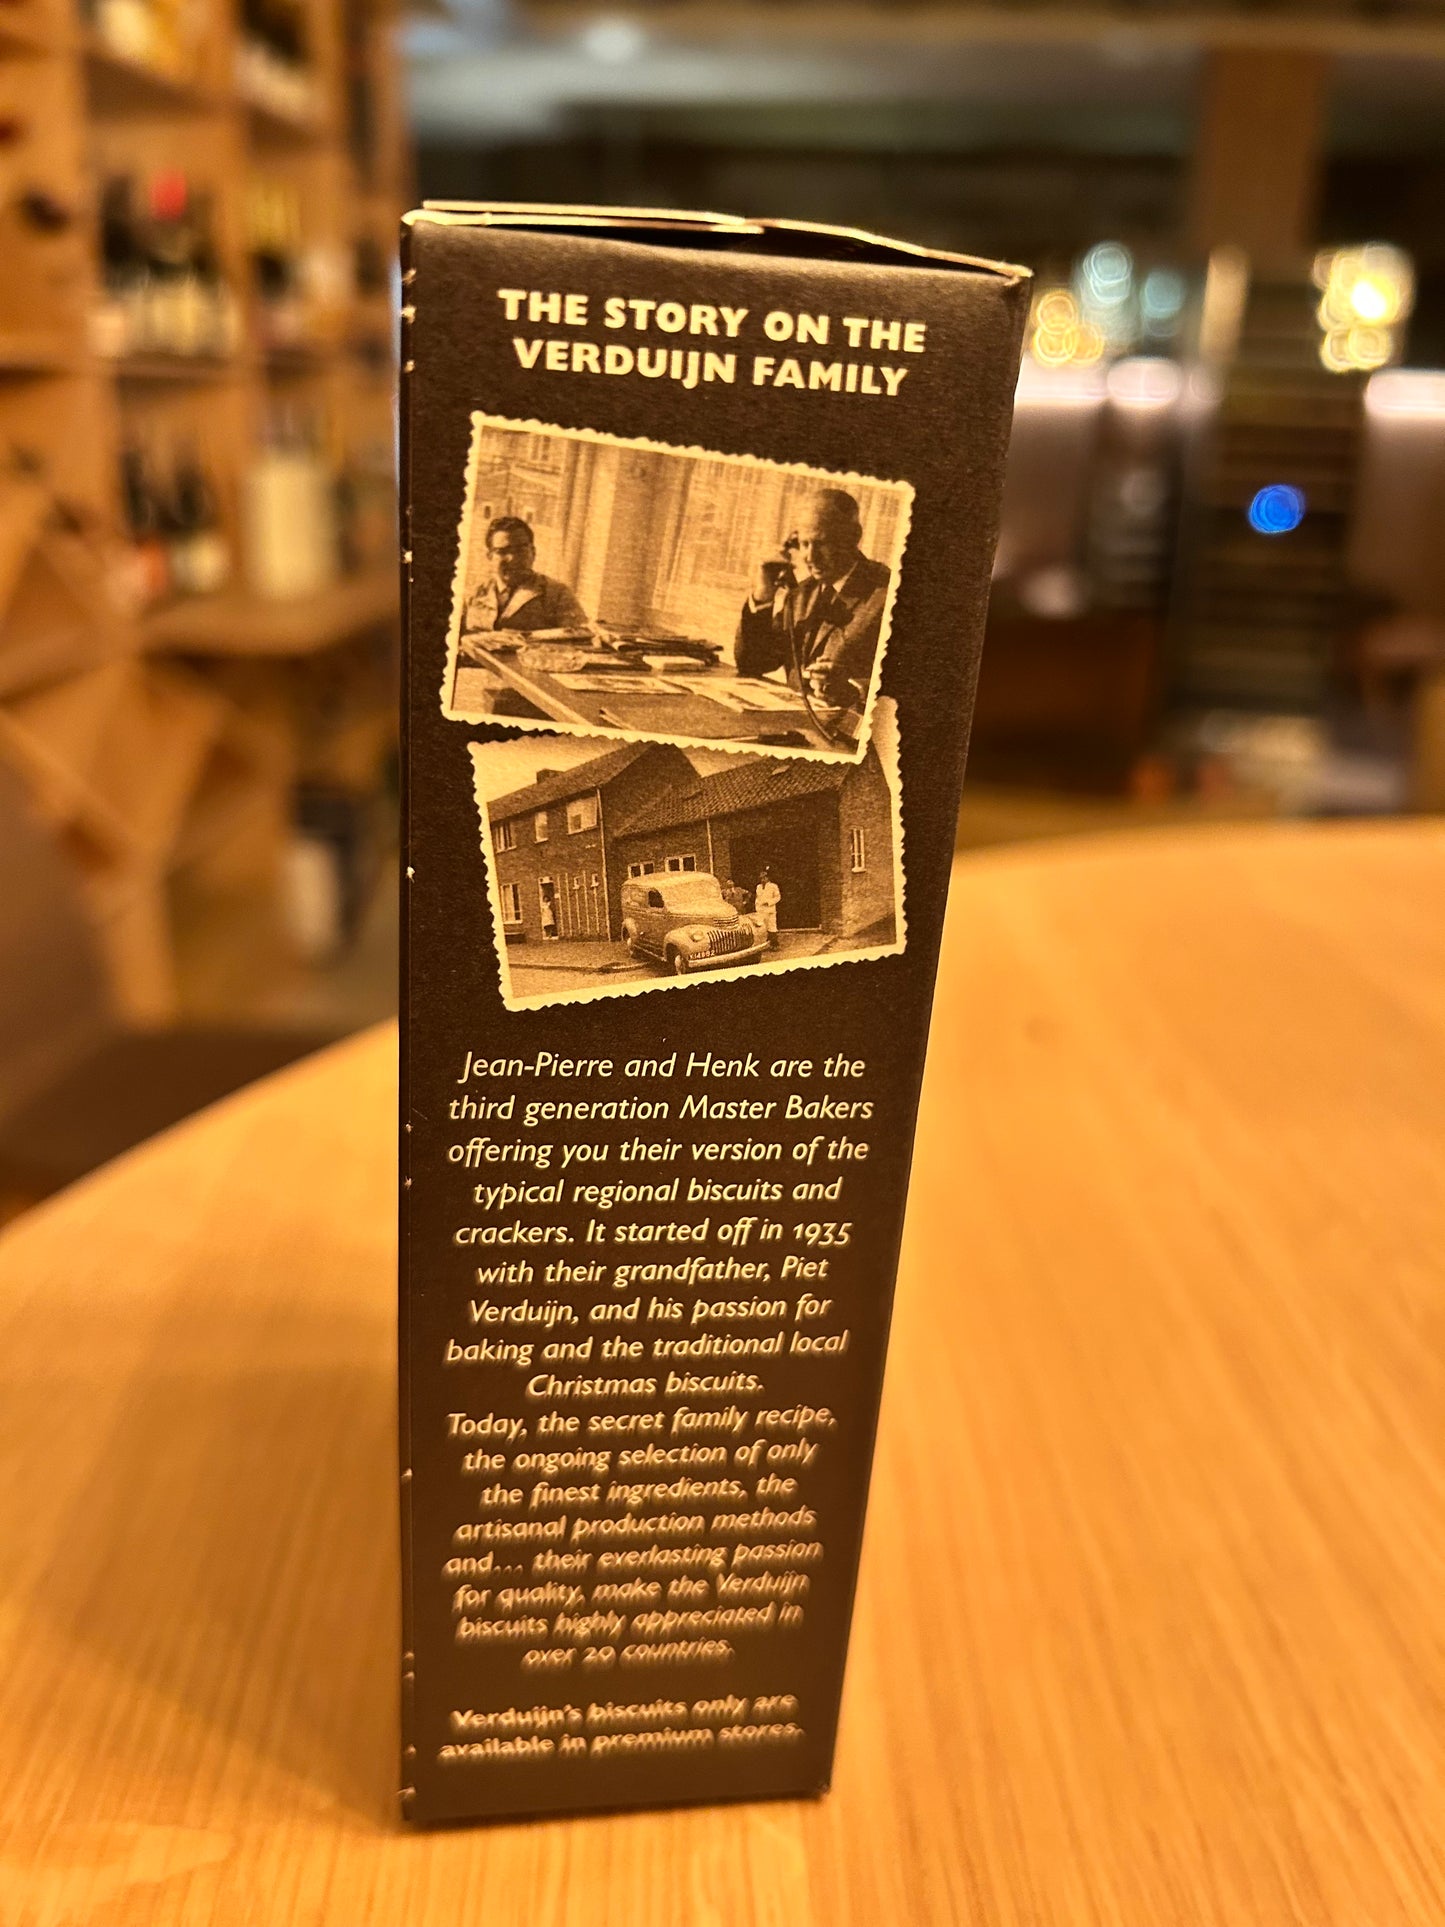 THE STORY ON THE
VERDUIJN FAMILY
Jean-Pierre and Henk are the
third generation Master Bakers
offering you their version of the
typical regional biscuits and
crackers. It started off in 1935
with their grandfather, Piet
Verduijn, and his passion for
baking and the traditional local
Christmas biscuits.
Today, the secret family recipe,
the ongoing selection of only
the finest ingredients, the
artisanal production methods
and... their everlasting passion
for quality, make the Verduijn
biscuits highly appreciated in
over 20 countries.
Verduijn's biscuits only are
available in premium stores.